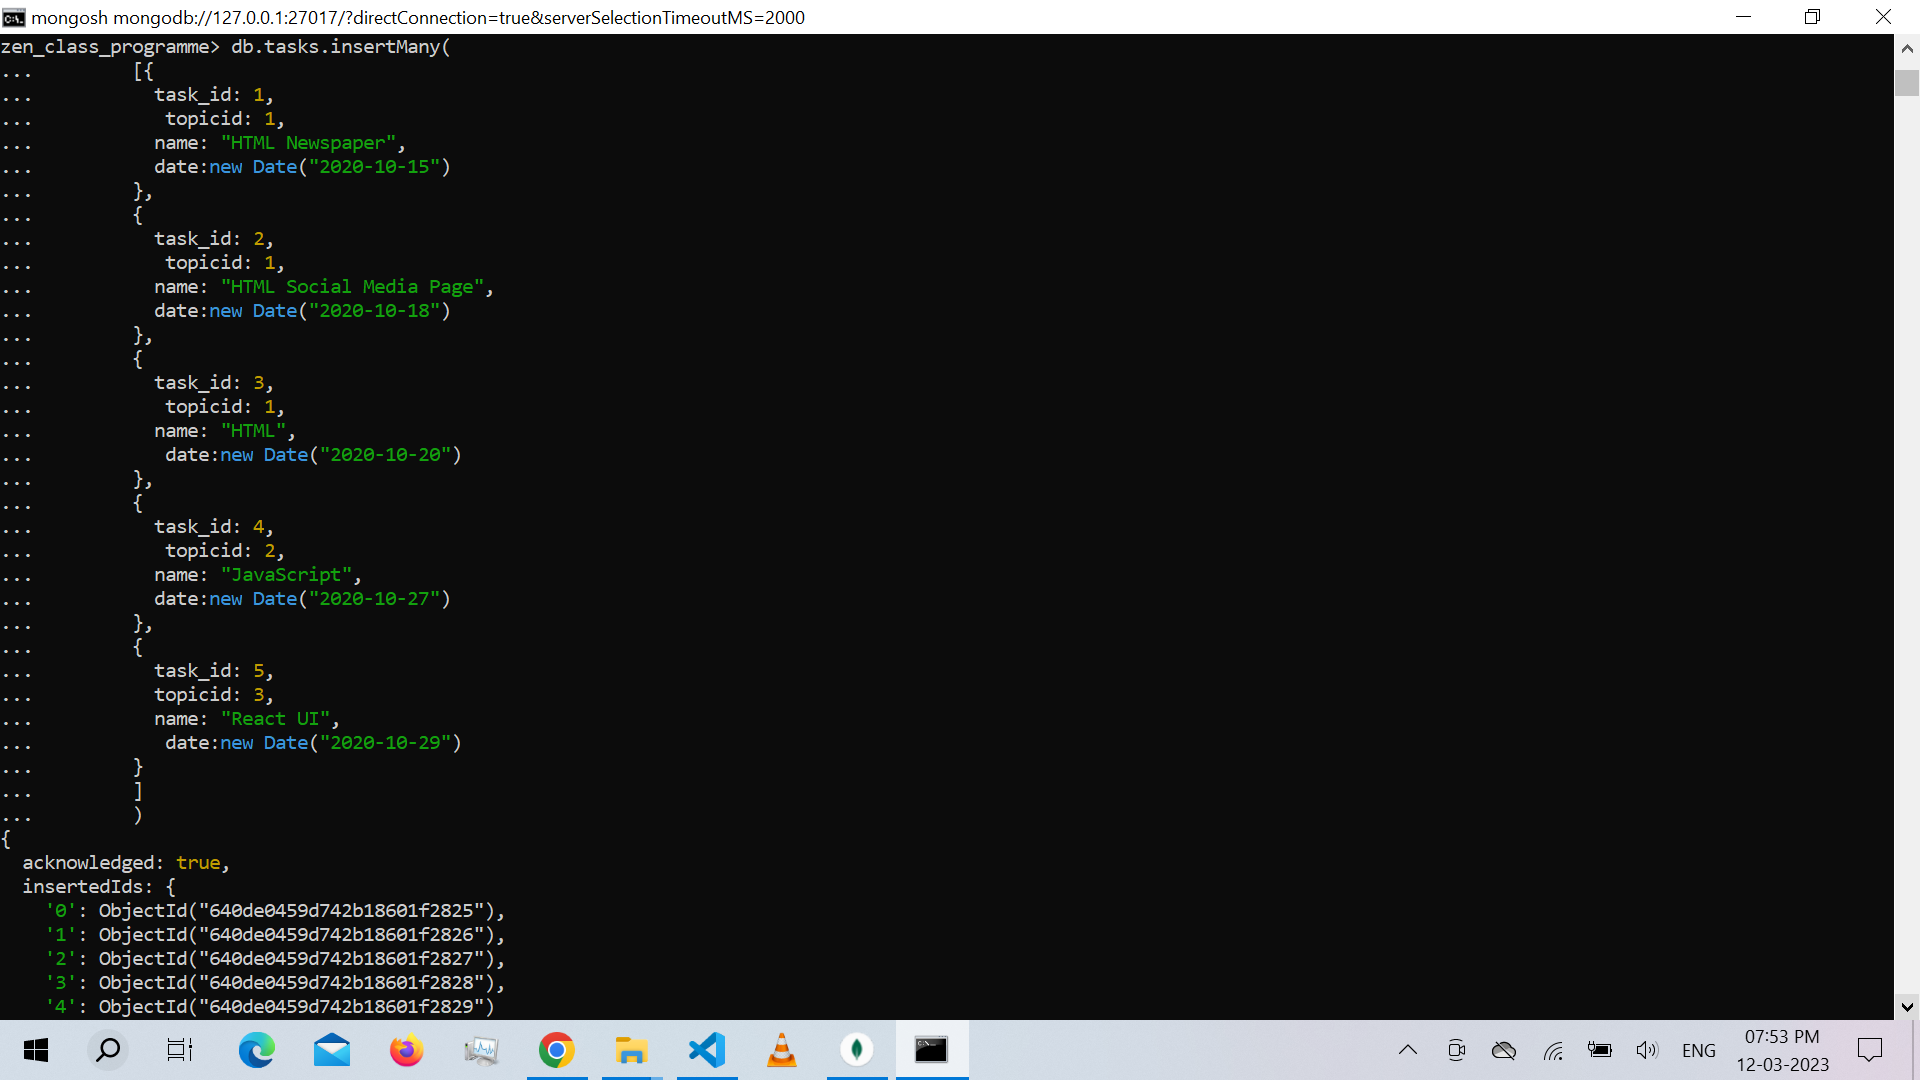 mongosh mongodb://127.0.0.1:27017/?directConnection=true&serverSelectionTimeoutMS=2000
zen_class_programme> db.tasks.insertMany(
... [{
... task_id: 1,
... topicid: 1,
... name: "HTML Newspaper",
... date:new Date("2020-10-15")
... },
... {
... task_id: 2,
... topicid: 1,
... name: "HTML Social Media Page",
... date:new Date("2020-10-18")
... },
... {
... task_id: 3,
... topicid: 1,
... name: "HTML",
... date:new Date("2020-10-20")
... },
... {
... task_id: 4,
... topicid: 2,
... name: "JavaScript",
... date:new Date("2020-10-27")
... },
... {
... task_id: 5,
... topicid: 3,
... name: "React UI",
... date:new Date("2020-10-29")
... }
... ]
... )
{
acknowledged: true,
insertedIds: {
'0': ObjectId("640de0459d742b18601f2825"),
'1': ObjectId("640de0459d742b18601f2826"),
'2': ObjectId("640de0459d742b18601f2827"),
'3': ObjectId("640de0459d742b18601f2828"),
'4': ObjectId("640de0459d742b18601f2829")
ENG
07:53 PM
12-03-2023